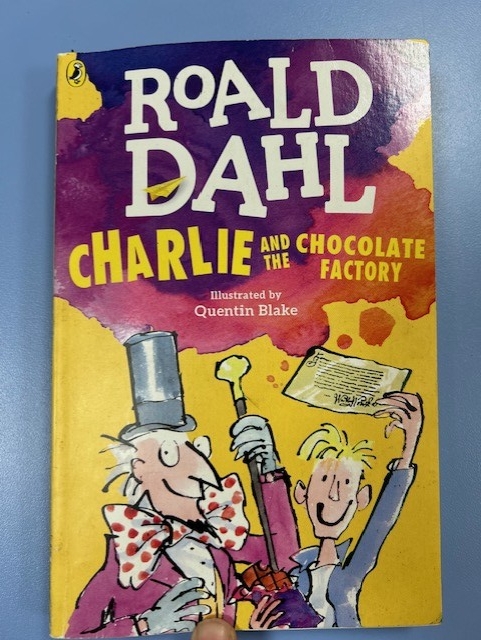 ROALD
DAHL
CHARLIE AND THE CHOCOLATE FACTORY
Illustrated by
Quentin Blake